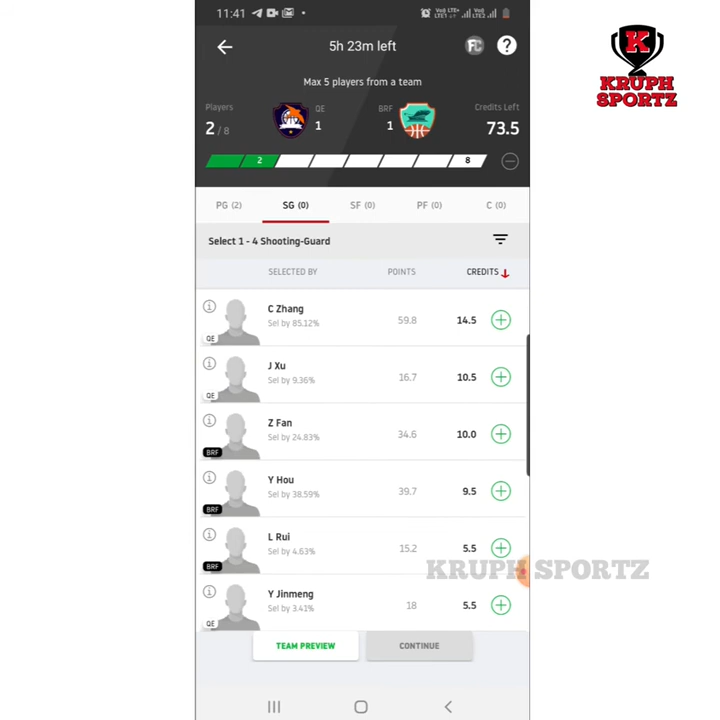 11:41
5h 23m left
FC
?
Max 5 players from a team
Players
QE
BRF
Credits Left
2 / 8
1
1
73.5
2
8
PG (2)
SG (0)
SF (0)
PF (0)
C (0)
Select 1 - 4 Shooting-Guard
SELECTED BY
POINTS
CREDITS
C Zhang
Sel by 85.12%
59.8
14.5
QE
J Xu
Sel by 9.36%
16.7
10.5
QE
Z Fan
Sel by 24.83%
34.6
10.0
BRF
Y Hou
Sel by 38.59%
39.7
9.5
BRF
L Rui
Sel by 4.63%
15.2
5.5
BRF
Y Jinmeng
Sel by 3.41%
18
5.5
QE
TEAM PREVIEW
CONTINUE
K
KRUPH
SPORTZ
KRUPH SPORTZ